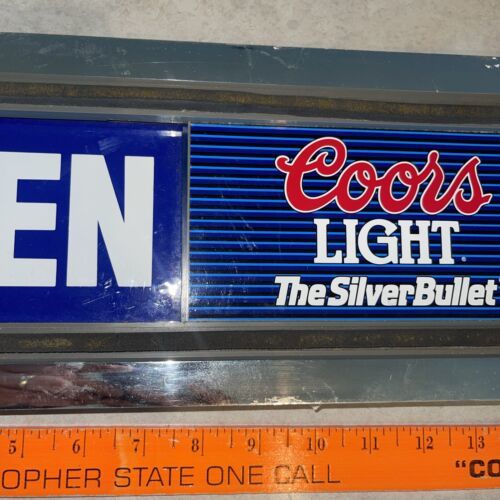 EN
Coors
LIGHT®
The Silver Bullet
5 6 7 8 9 10 11 12 13
OPHER STATE ONE CALL "CO